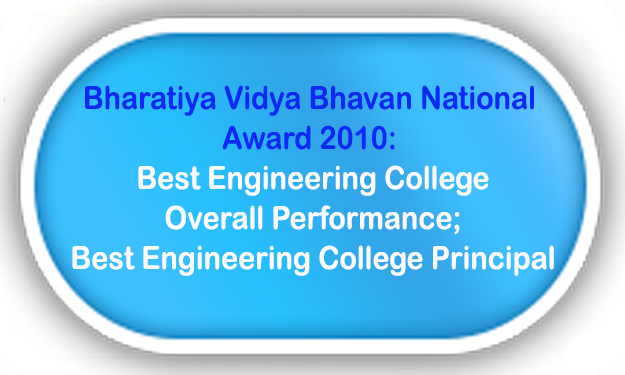 Bharatiya Vidya Bhavan National
Award 2010:
Best Engineering College
Overall Performance;
Best Engineering College Principal